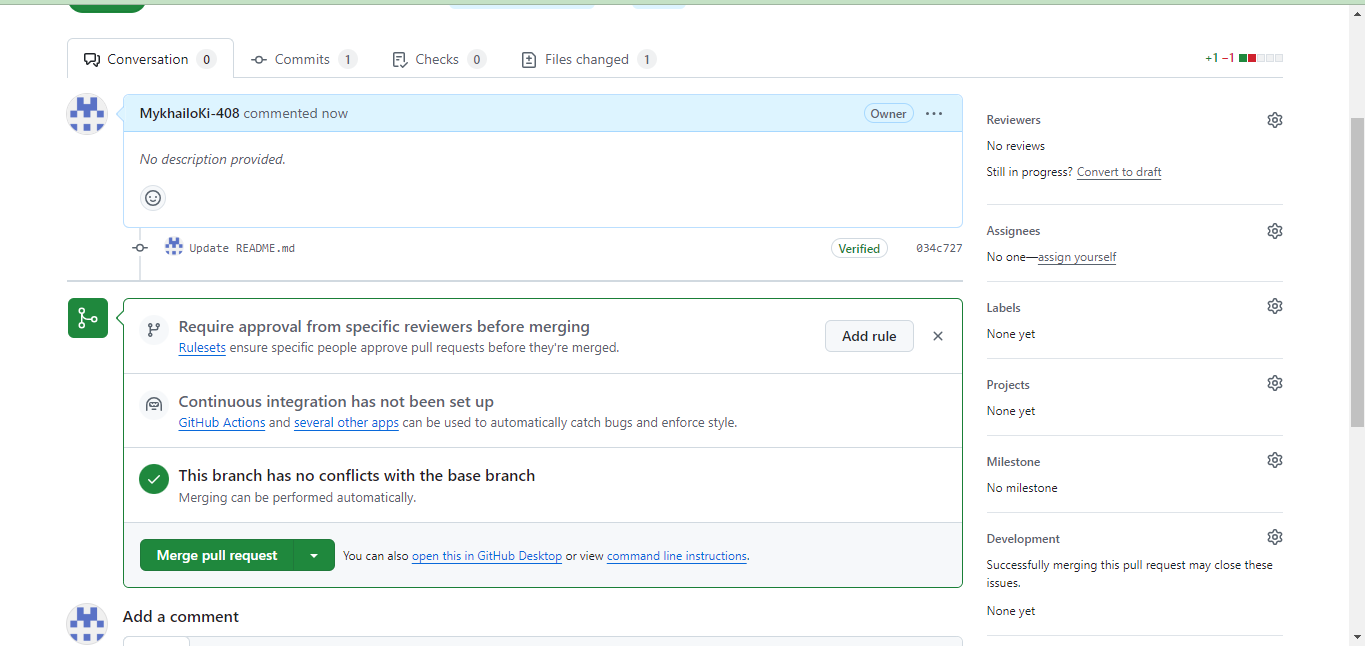 Conversation 0 Commits 1 Checks 0 Files changed 1 +1 −1
MykhailoKi-408 commented now Owner
No description provided.
Update README.md Verified 034c727
Require approval from specific reviewers before merging
Rulesets ensure specific people approve pull requests before they're merged.
Add rule
Continuous integration has not been set up
GitHub Actions and several other apps can be used to automatically catch bugs and enforce style.
This branch has no conflicts with the base branch
Merging can be performed automatically.
Merge pull request You can also open this in GitHub Desktop or view command line instructions.
Add a comment
Reviewers
No reviews
Still in progress? Convert to draft
Assignees
No one—assign yourself
Labels
None yet
Projects
None yet
Milestone
No milestone
Development
Successfully merging this pull request may close these
issues.
None yet